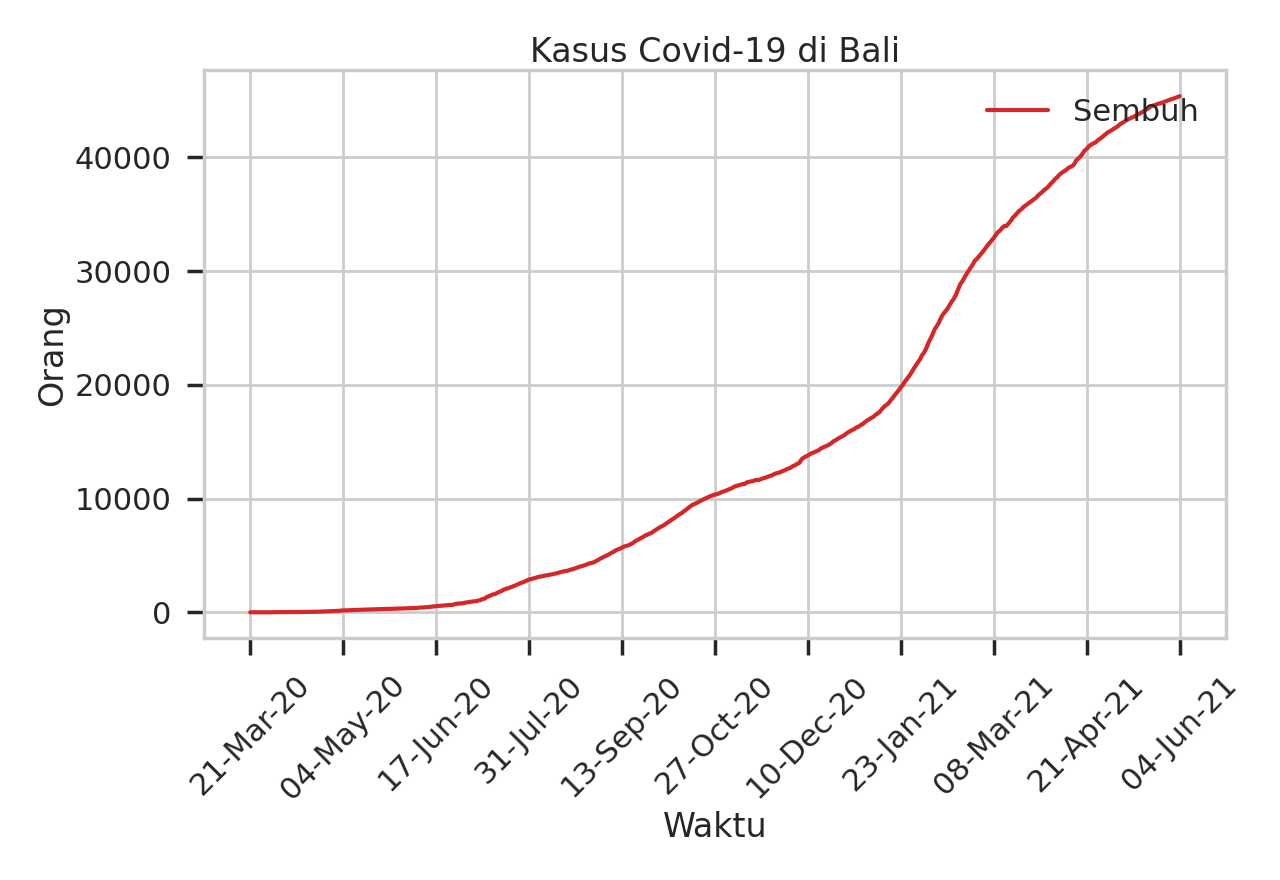 Kasus Covid-19 di Bali
Sembuh
Orang
40000
30000
20000
10000
0
21-Mar-20
04-May-20
17-Jun-20
31-Jul-20
13-Sep-20
27-Oct-20
10-Dec-20
23-Jan-21
08-Mar-21
21-Apr-21
04-Jun-21
Waktu